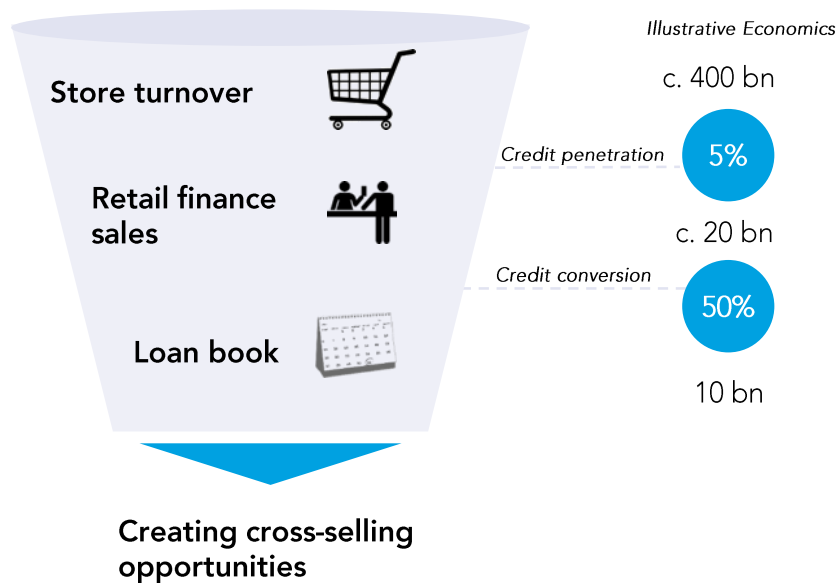 Illustrative Economics
Store turnover
c. 400 bn
Credit penetration
5%
Retail finance
sales
c. 20 bn
Credit conversion
50%
Loan book
10 bn
Creating cross-selling
opportunities